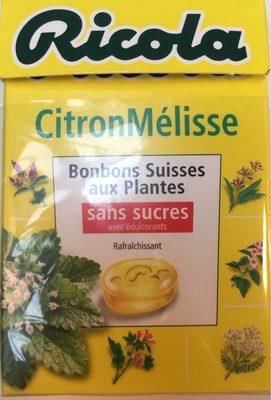 Ricola
CitronMélisse
Bonbons Suisses
aux Plantes
sans sucres
avec édulcorants
Rafraîchissant